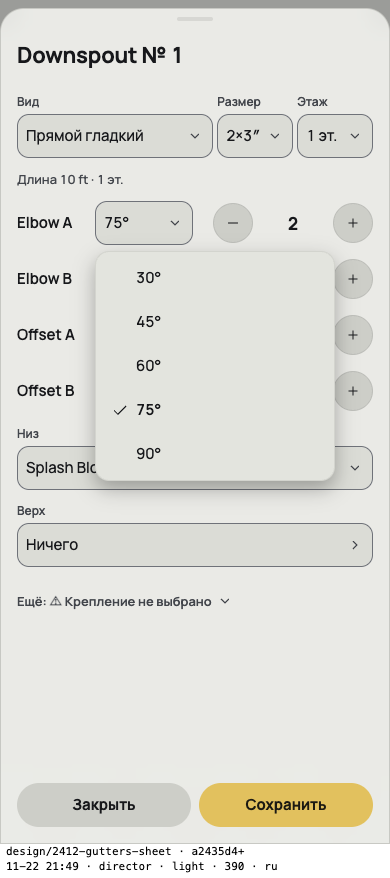 Downspout № 1
Вид Размер Этаж
Прямой гладкий 2×3″ 1 эт.
Длина 10 ft · 1 эт.
Elbow A 75° − 2 +
Elbow B +
30°
45°
Offset A +
60°
Offset B +
✓ 75°
Низ
90°
Splash Blo
Верх
Ничего
Ещё: ⚠ Крепление не выбрано
Закрыть Сохранить
design/2412-gutters-sheet · a2435d4+
11-22 21:49 · director · light · 390 · ru